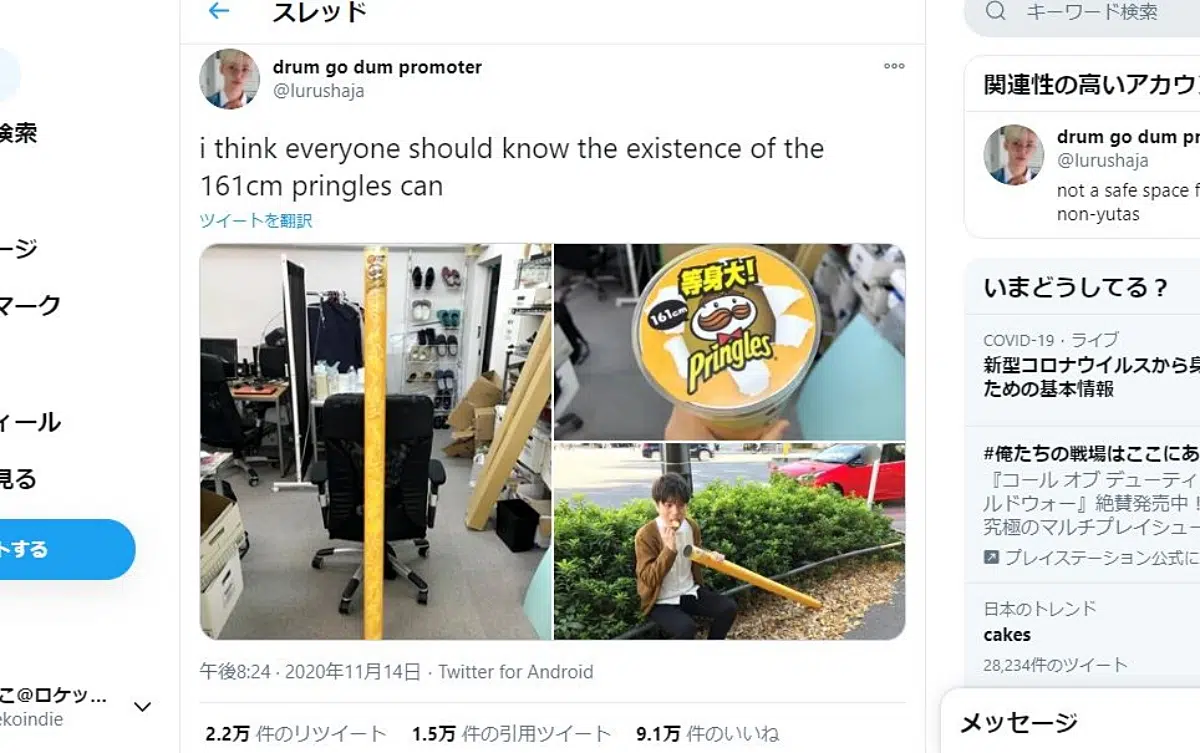 スレッド
drum go dum promoter
@lurushaja
i think everyone should know the existence of the
161cm pringles can
ツイートを翻訳
等身大!
161cm
Pringles
午後8:24 · 2020年11月14日 · Twitter for Android
2.2万 件のリツイート 1.5万 件の引用ツイート 9.1万 件のいいね
検索
ージ
マーク
ィール
見る
トする
こ@ロケッ...
ekoindie
キーワード検索
関連性の高いアカウ
drum go dum pr
@lurushaja
not a safe space f
non-yutas
いまどうしてる？
COVID-19 · ライブ
新型コロナウイルスから身
ための基本情報
#俺たちの戦場はここにあ
『コール オブ デューティ
ルドウォー』絶賛発売中！
究極のマルチプレイシュー
プレイステーション公式に
日本のトレンド
cakes
28,234件のツイート
メッセージ